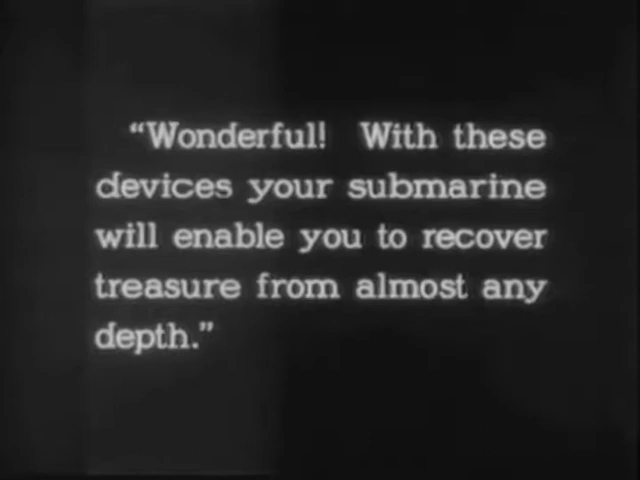 “Wonderful! With these
devices your submarine
will enable you to recover
treasure from almost any
depth.”